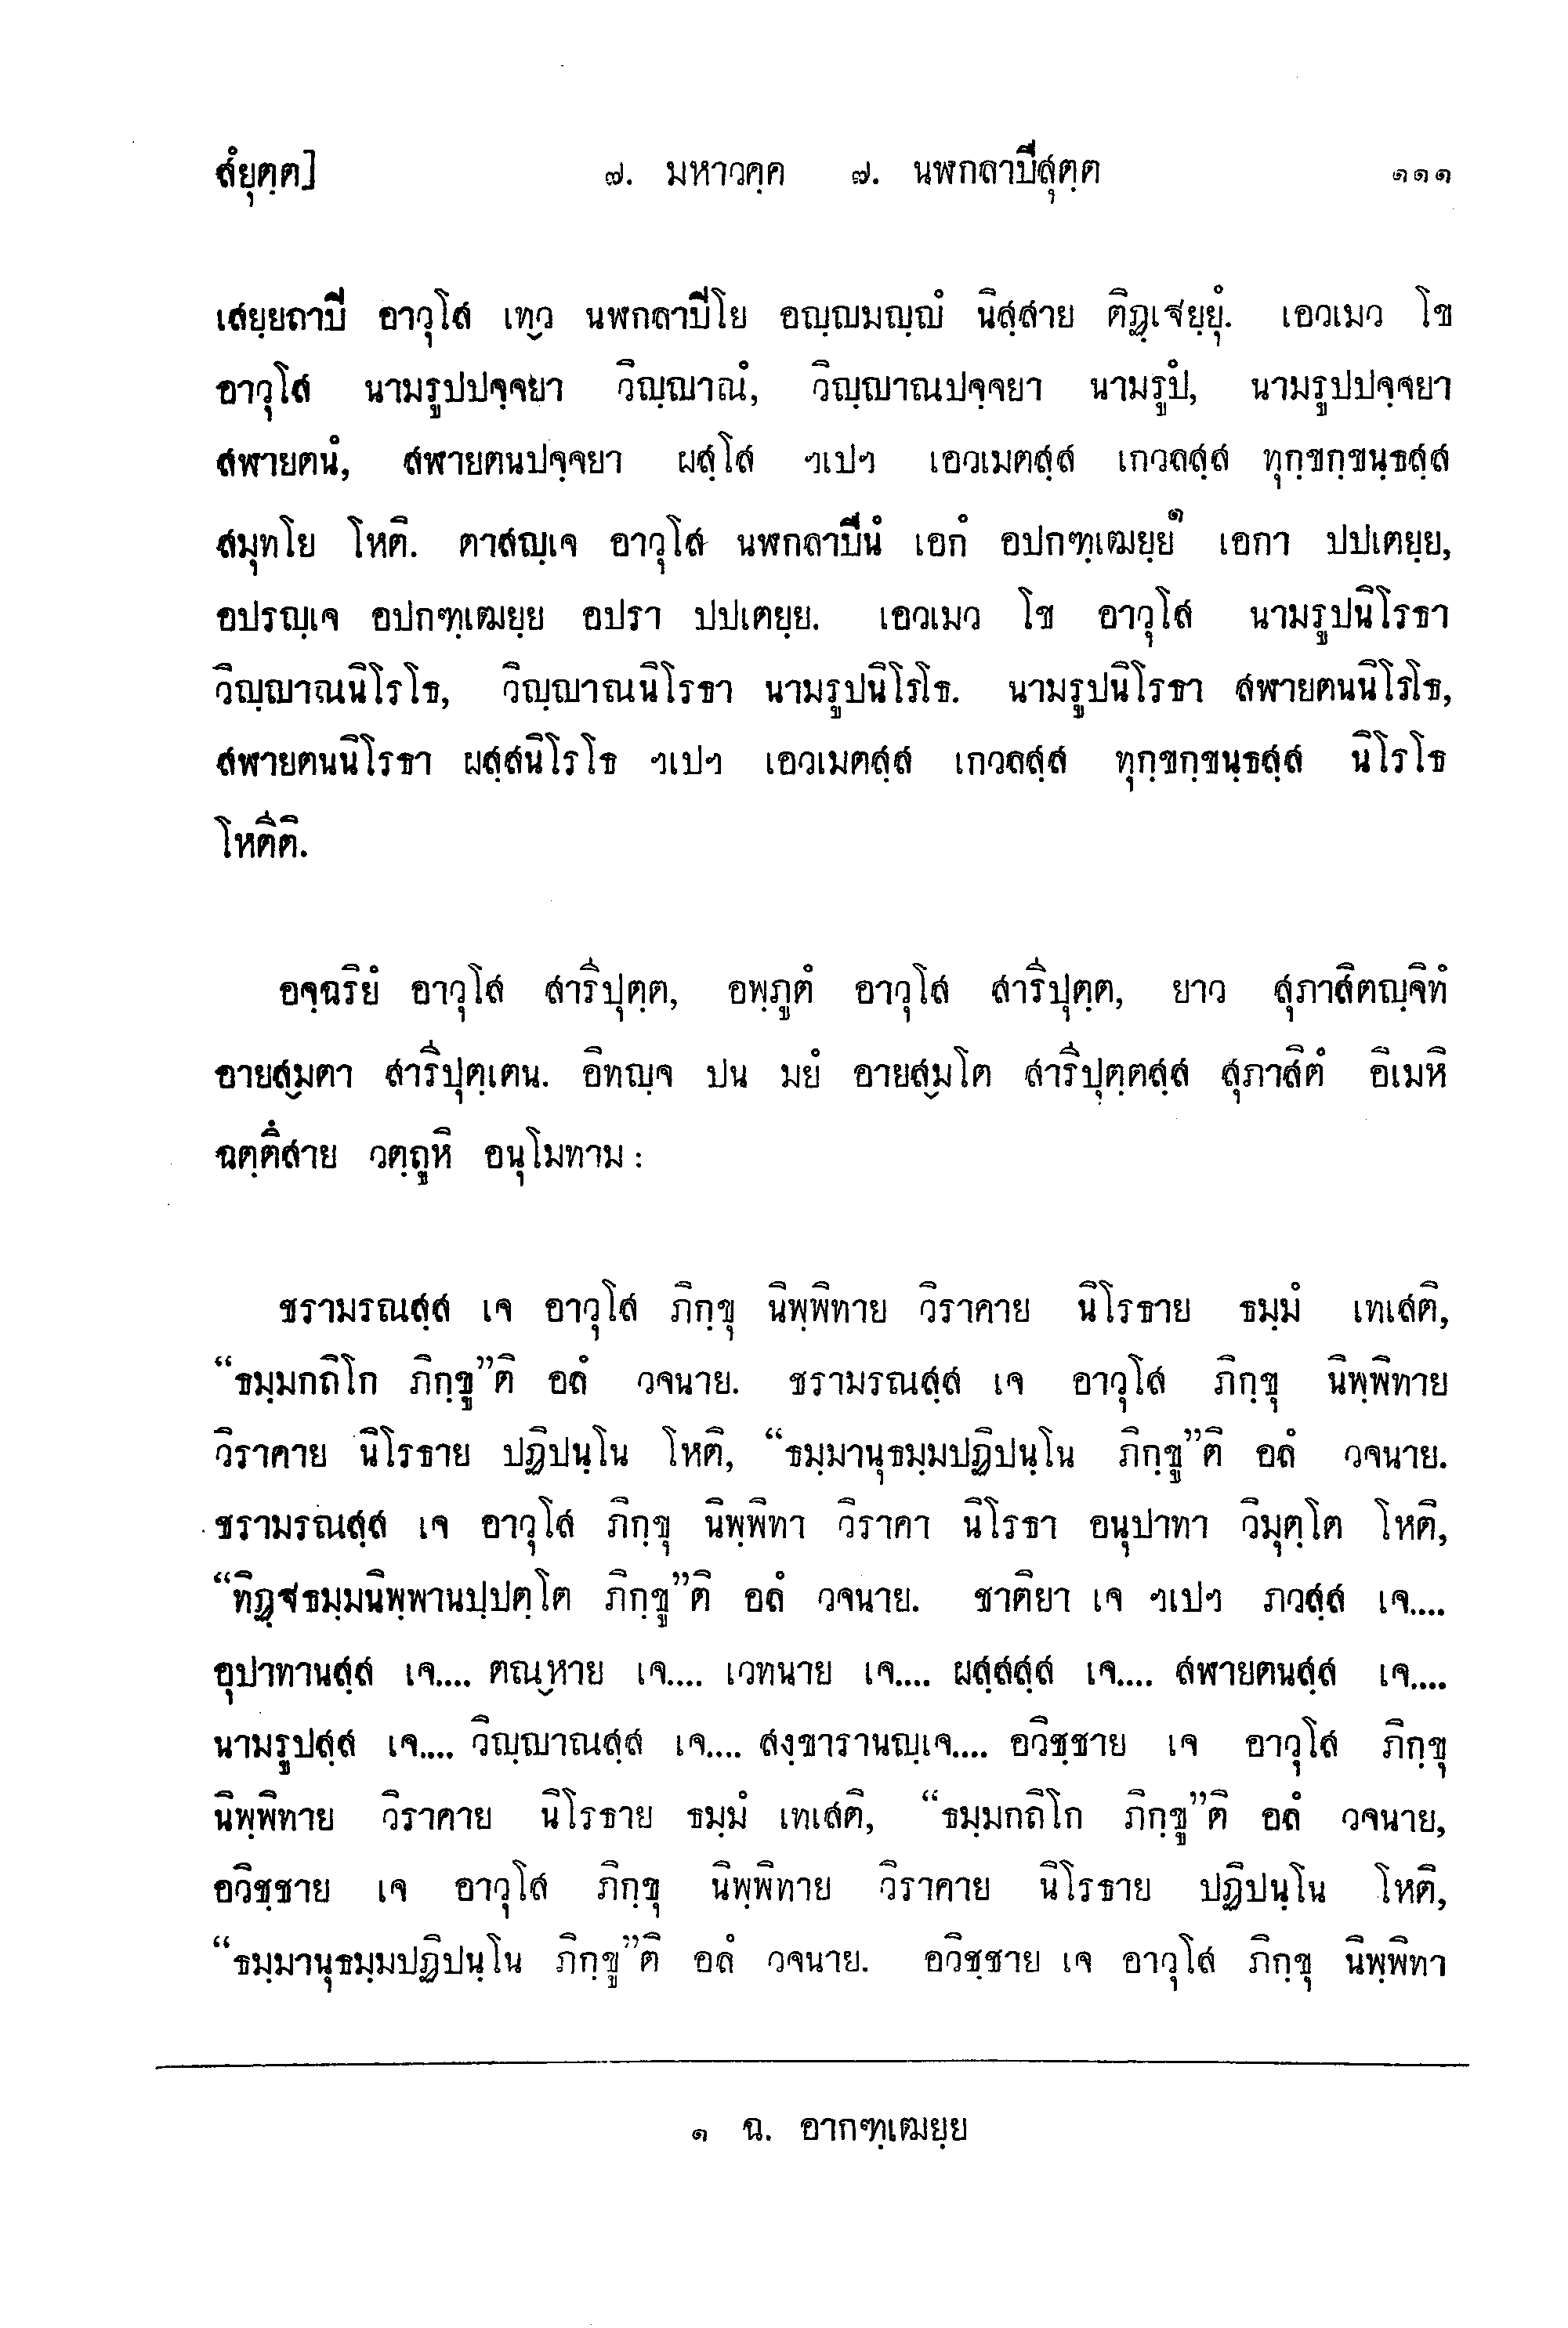 สํยุตฺต]	๗. มหาวคฺค	๗. นฬกลาปีสุตฺต	๑๑๑
เสยฺยถาปี อาวุโส เทฺว นฬกลาปีโย อญฺญมญฺญํ นิสฺสาย ติฏฺเฐยฺยุํ. เอวเมว โข
อาวุโส นามรูปปจฺจยา วิญฺญาณํ, วิญฺญาณปจฺจยา นามรูปํ, นามรูปปจฺจยา
สฬายตนํ, สฬายตนปจฺจยา ผสฺโส ฯเปฯ เอวเมตสฺส เกวลสฺส ทุกฺขกฺขนฺธสฺส
สมุทโย โหติ. ตาสญฺเจ อาวุโส นฬกลาปีนํ เอกํ อปกฑฺเฒยฺย๑ เอกา ปปเตยฺย,
อปรญฺเจ อปกฑฺเฒยฺย อปรา ปปเตยฺย. เอวเมว โข อาวุโส นามรูปนิโรธา
วิญฺญาณนิโรโธ, วิญฺญาณนิโรธา นามรูปนิโรโธ. นามรูปนิโรธา สฬายตนนิโรโธ,
สฬายตนนิโรธา ผสฺสนิโรโธ ฯเปฯ เอวเมตสฺส เกวลสฺส ทุกฺขกฺขนฺธสฺส นิโรโธ
โหตีติ.
อจฺฉริยํ อาวุโส สารีปุตฺต, อพฺภูตํ อาวุโส สารีปุตฺต, ยาว สุภาสิตญฺจิทํ
อายสฺมตา สารีปุตฺเตน. อิทญฺจ ปน มยํ อายสฺมโต สารีปุตฺตสฺส สุภาสิตํ อิเมหิ
ฉตฺตึสาย วตฺถูหิ อนุโมทาม :
ชรามรณสฺส เจ อาวุโส ภิกฺขุ นิพฺพิทาย วิราคาย นิโรธาย ธมฺมํ เทเสติ,
“ธมฺมกถิโก ภิกฺขู”ติ อลํ วจนาย. ชรามรณสฺส เจ อาวุโส ภิกฺขุ นิพฺพิทาย
วิราคาย นิโรธาย ปฏิปนฺโน โหติ, “ธมฺมานุธมฺมปฏิปนฺโน ภิกฺขู”ติ อลํ วจนาย.
ชรามรณสฺส เจ อาวุโส ภิกฺขุ นิพฺพิทา วิราคา นิโรธา อนุปาทา วิมุตฺโต โหติ,
“ทิฏฺฐธมฺมนิพฺพานปฺปตฺโต ภิกฺขู”ติ อลํ วจนาย. ชาติยา เจ ฯเปฯ ภวสฺส เจ....
อุปาทานสฺส เจ.... ตณฺหาย เจ.... เวทนาย เจ.... ผสฺสสฺส เจ.... สฬายตนสฺส เจ....
นามรูปสฺส เจ.... วิญฺญาณสฺส เจ.... สงฺขารานญฺเจ.... อวิชฺชาย เจ อาวุโส ภิกฺขุ
นิพฺพิทาย วิราคาย นิโรธาย ธมฺมํ เทเสติ, “ธมฺมกถิโก ภิกฺขู”ติ อลํ วจนาย,
อวิชฺชาย เจ อาวุโส ภิกฺขุ นิพฺพิทาย วิราคาย นิโรธาย ปฏิปนฺโน โหติ,
“ธมฺมานุธมฺมปฏิปนฺโน ภิกฺขู”ติ อลํ วจนาย. อวิชฺชาย เจ อาวุโส ภิกฺขุ นิพฺพิทา
๑ ฉ. อากฑฺเฒยฺย